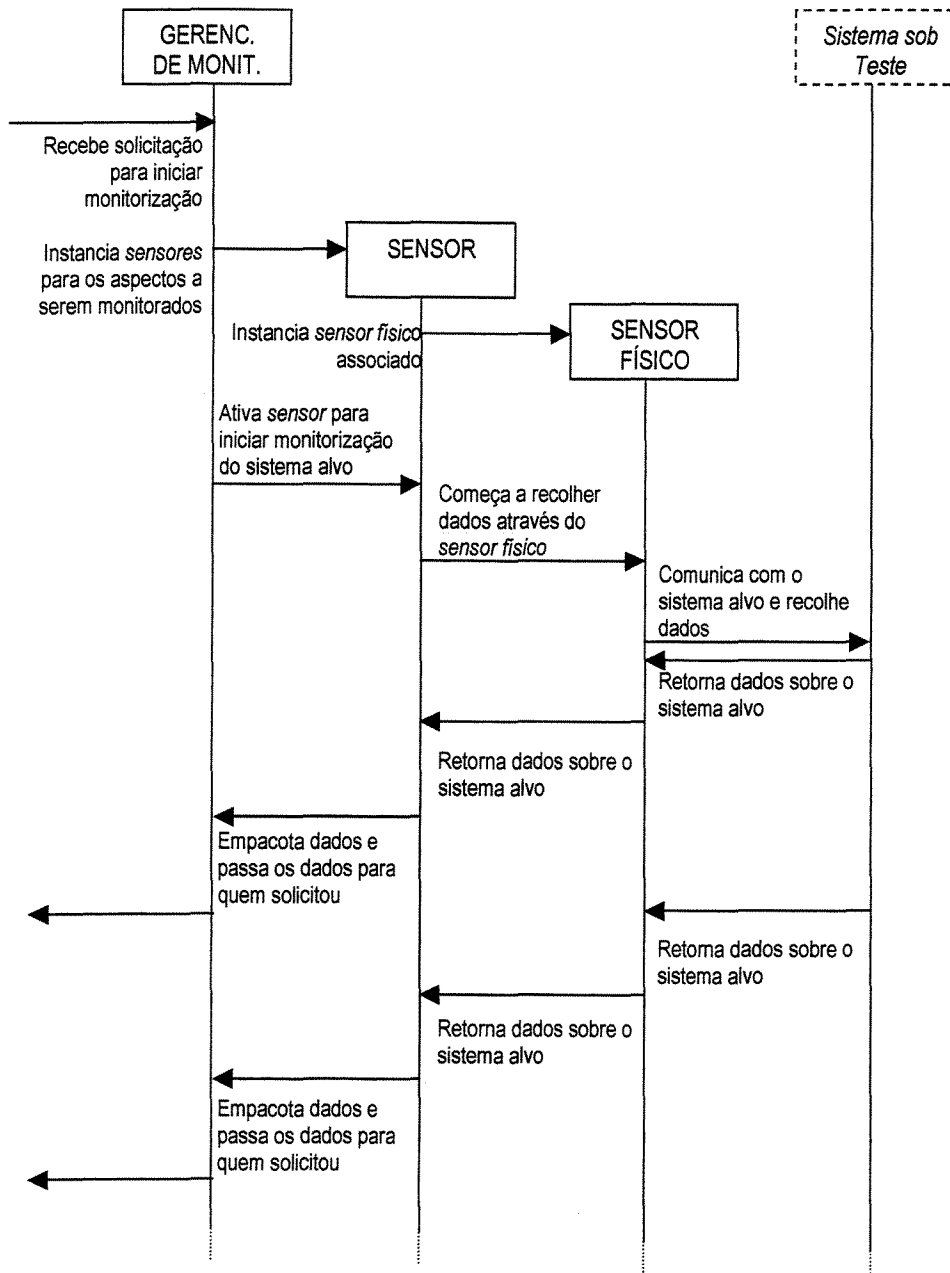 GERENC.
DE MONIT.
Sistema sob
Teste
Recebe solicitação
para iniciar
monitorização
Instancia sensores
para os aspectos a
serem monitorados
SENSOR
Instancia sensor físico
associado
SENSOR
FÍSICO
Ativa sensor para
iniciar monitorização
do sistema alvo
Começa a recolher
dados através do
sensor físico
Comunica com o
sistema alvo e recolhe
dados
Retorna dados sobre o
sistema alvo
Retorna dados sobre o
sistema alvo
Empacota dados e
passa os dados para
quem solicitou
Retorna dados sobre o
sistema alvo
Retorna dados sobre o
sistema alvo
Empacota dados e
passa os dados para
quem solicitou